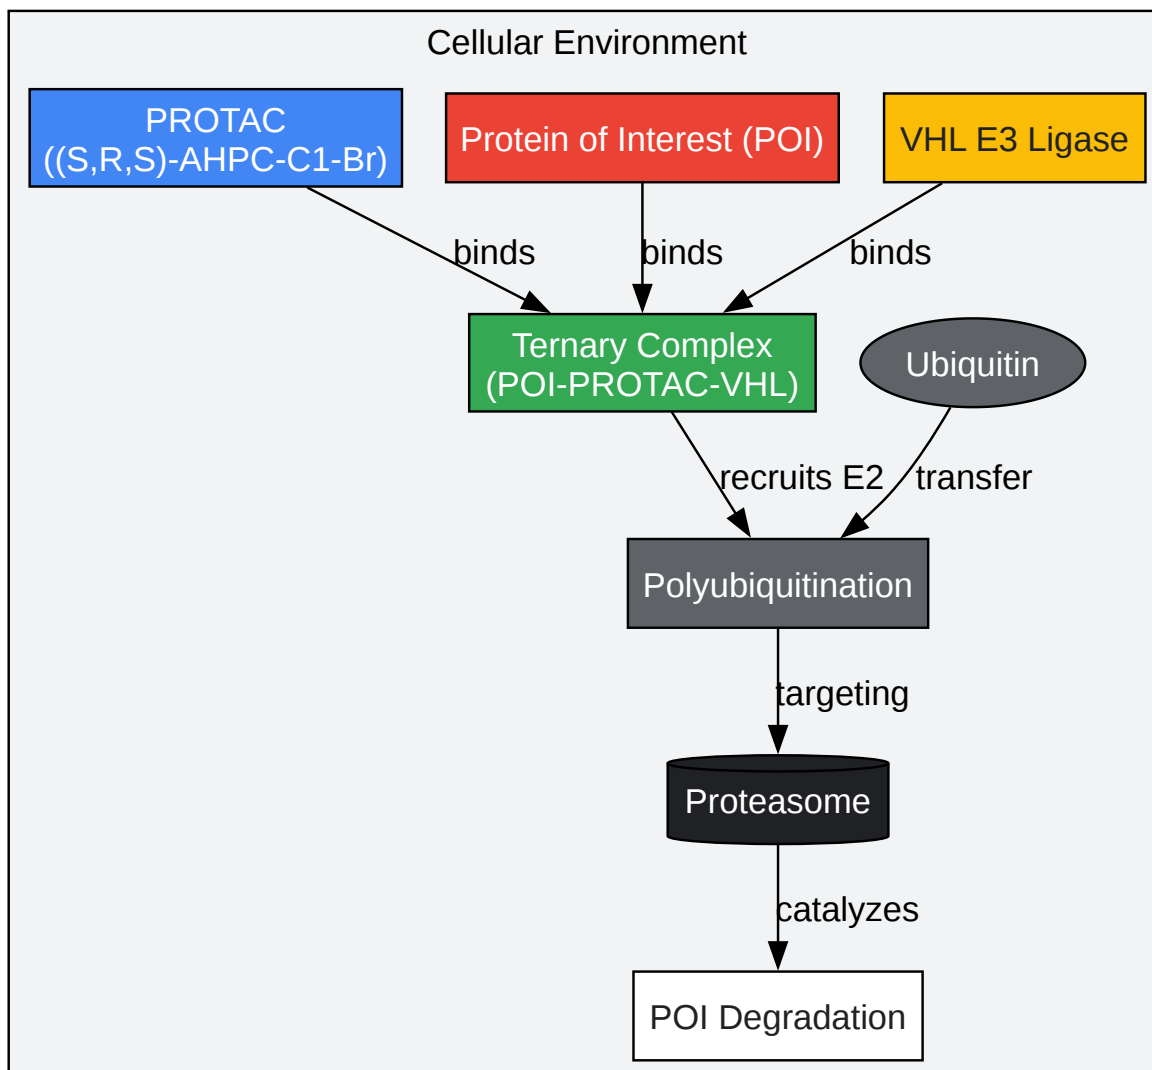 Cellular Environment
PROTAC
((S,R,S)-AHPC-C1-Br)
Protein of Interest (POI)
VHL E3 Ligase
binds
binds
binds
Ternary Complex
(POI-PROTAC-VHL)
Ubiquitin
recruits E2
transfer
Polyubiquitination
targeting
Proteasome
catalyzes
POI Degradation